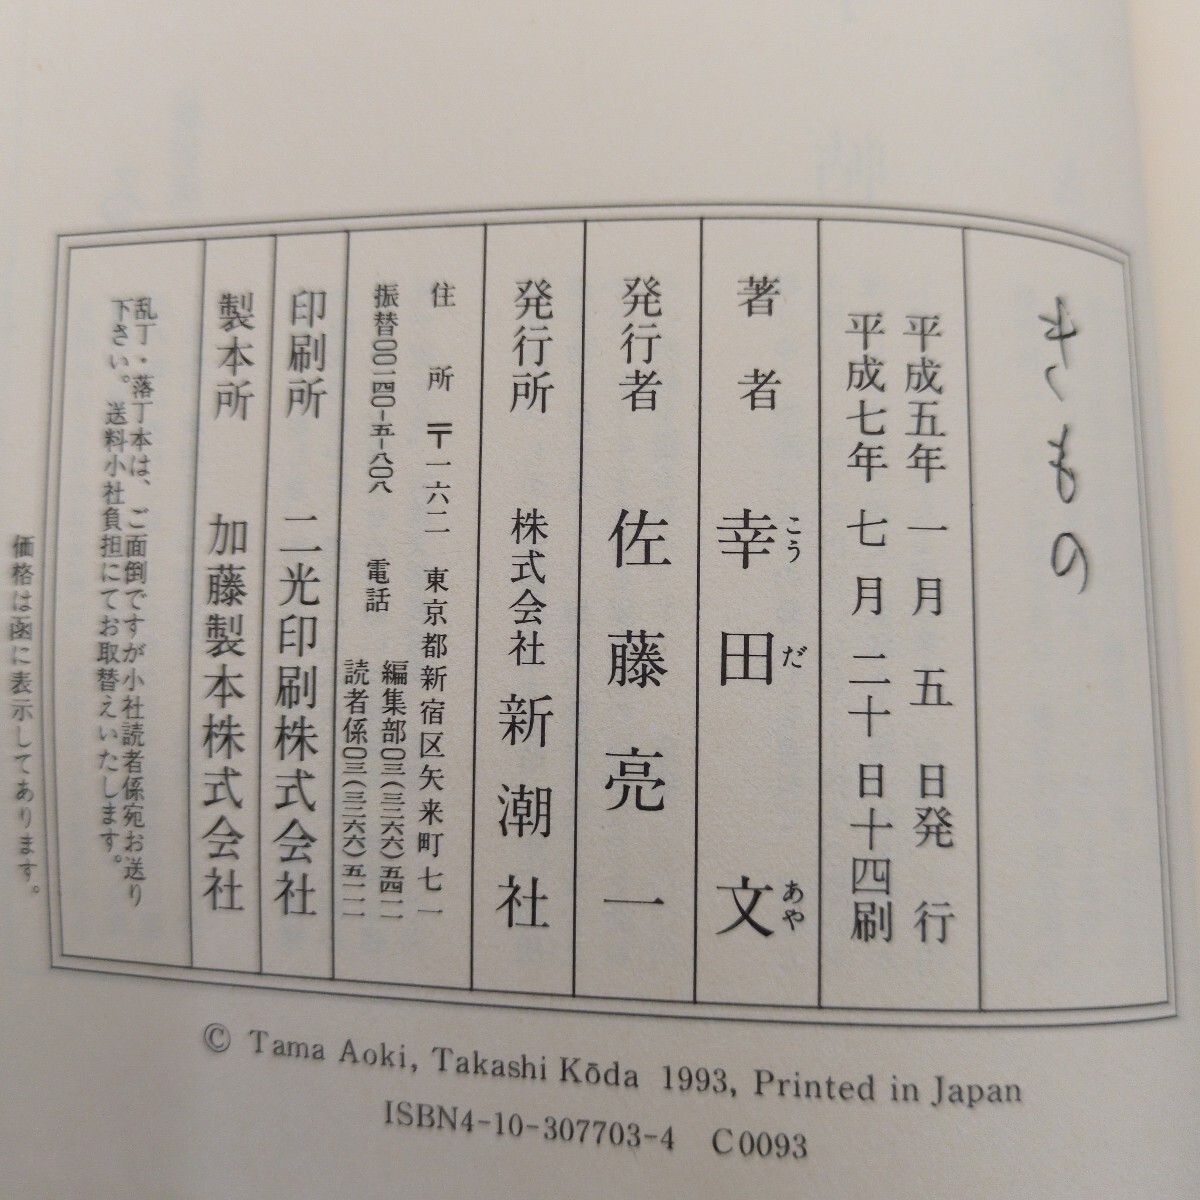 きもの
平成五年 一月 五 日発 行
平成七年 七月 二十 日十四刷
著者 幸田 文
こう だ あや
発行者 佐藤亮一
発行所 株式会社 新潮社
住所 〒一六二 東京都新宿区矢来町七一
振替〇〇一四〇-五-八〇八
電話
編集部〇三(三二六六)五四一一
読者係〇三(三二六六)五一一一
印刷所 二光印刷株式会社
製本所 加藤製本株式会社
乱丁・落丁本は、ご面倒ですが小社読者係宛お送り
下さい。送料小社負担にてお取替えいたします。
価格は函に表示してあります。
© Tama Aoki, Takashi Kōda 1993, Printed in Japan
ISBN4-10-307703-4 C0093